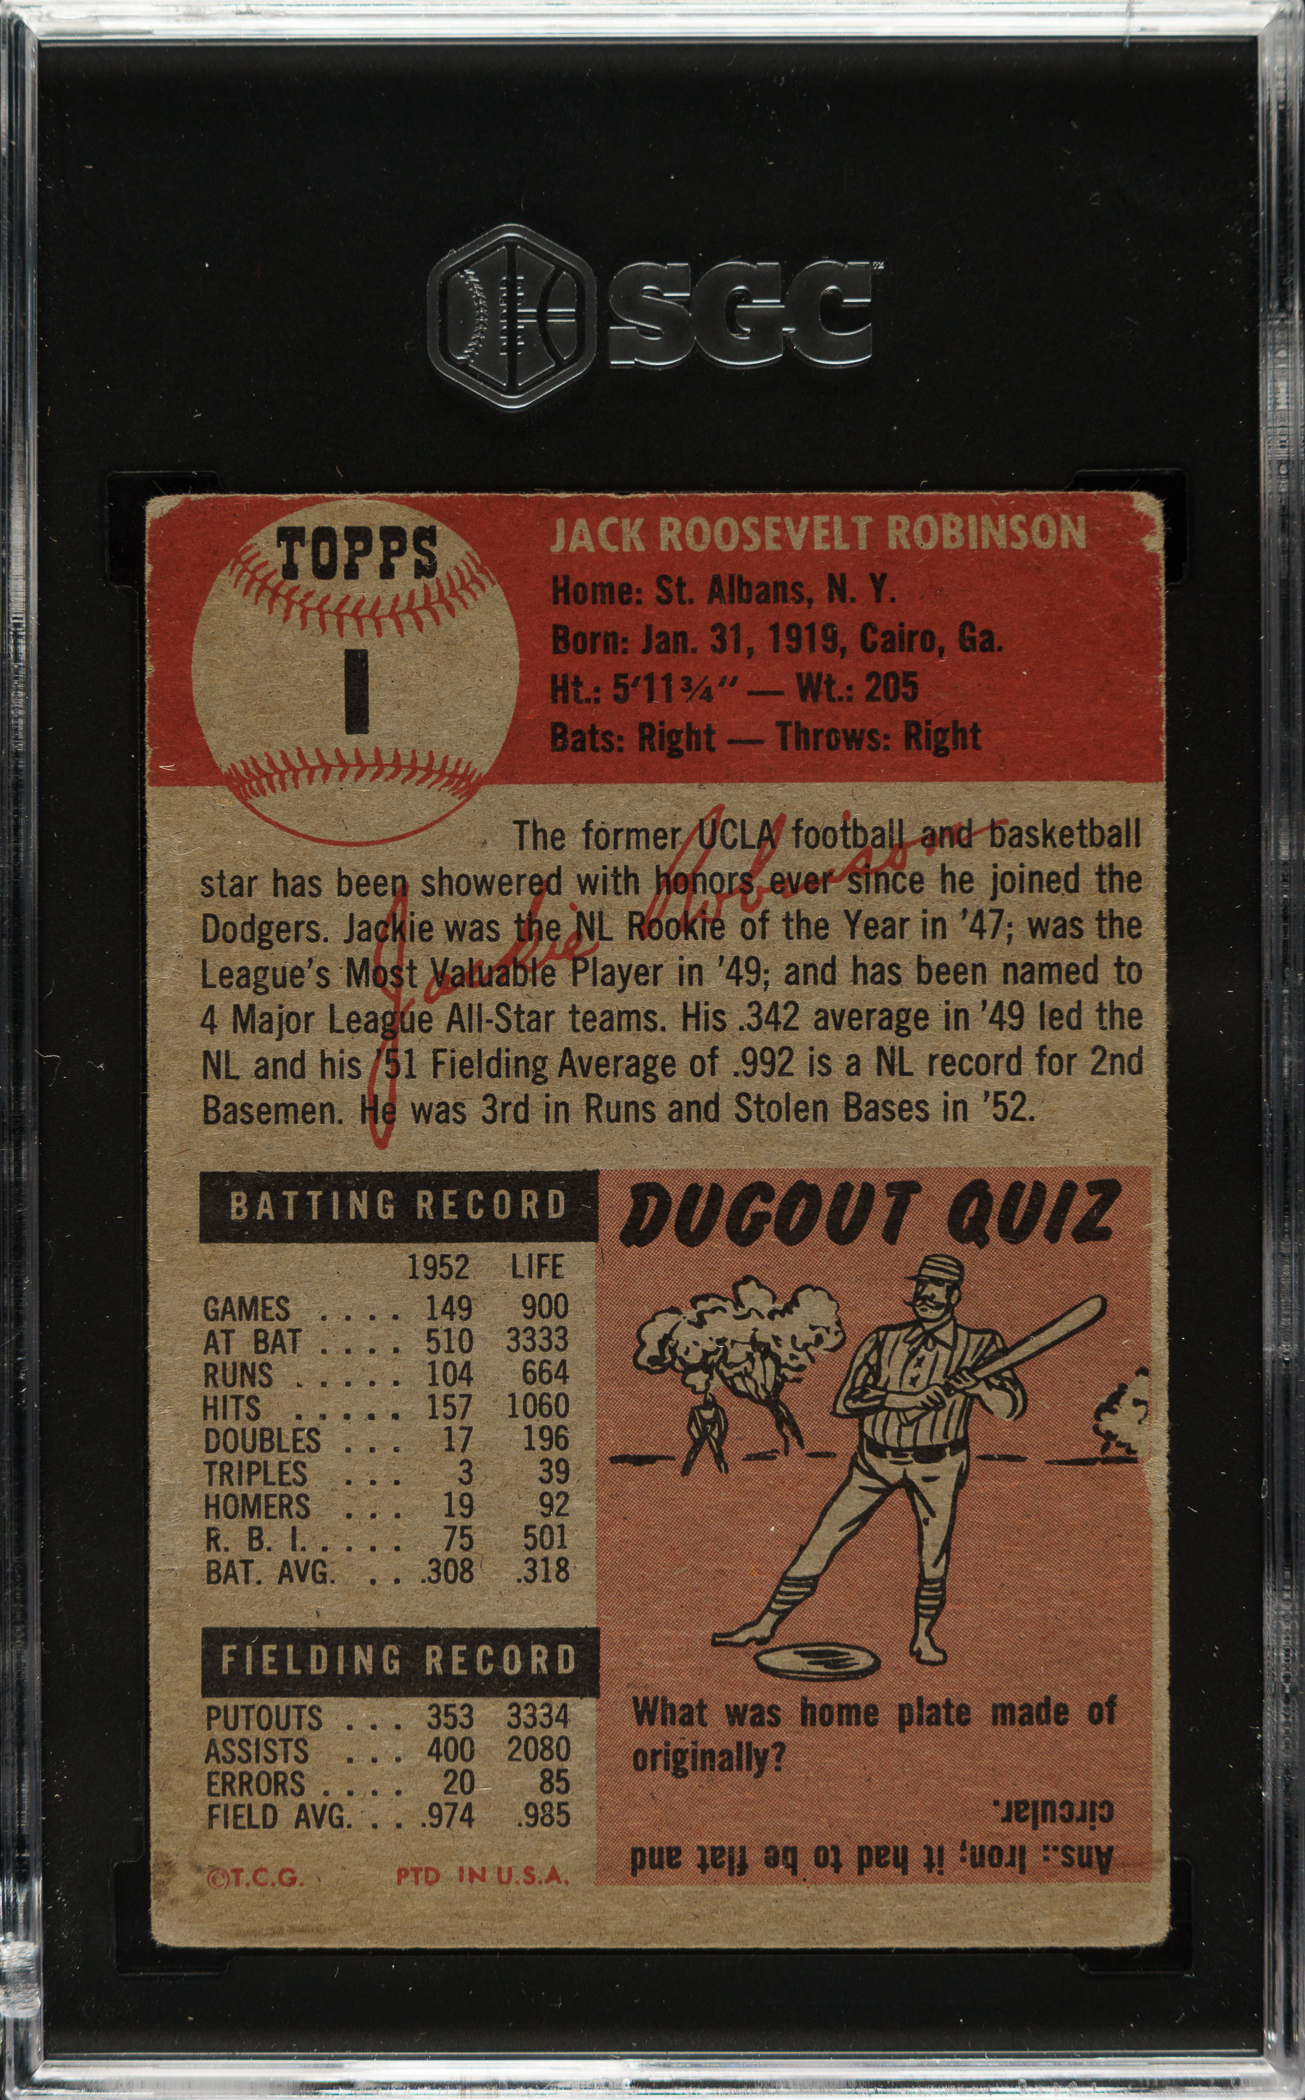 SGC
TOPPS
1
JACK ROOSEVELT ROBINSON
Home: St. Albans, N. Y.
Born: Jan. 31, 1919, Cairo, Ga.
Ht.: 5'11¾" — Wt.: 205
Bats: Right — Throws: Right
The former UCLA football and basketball
star has been showered with honors ever since he joined the
Dodgers. Jackie was the NL Rookie of the Year in '47; was the
League's Most Valuable Player in '49; and has been named to
4 Major League All-Star teams. His .342 average in '49 led the
NL and his '51 Fielding Average of .992 is a NL record for 2nd
Basemen. He was 3rd in Runs and Stolen Bases in '52.
Jackie Robinson
BATTING RECORD
1952 LIFE
GAMES .... 149 900
AT BAT .... 510 3333
RUNS ..... 104 664
HITS ..... 157 1060
DOUBLES ... 17 196
TRIPLES ... 3 39
HOMERS ... 19 92
R. B. I. .... 75 501
BAT. AVG. .. .308 .318
FIELDING RECORD
PUTOUTS ... 353 3334
ASSISTS ... 400 2080
ERRORS .... 20 85
FIELD AVG. .. .974 .985
©T.C.G. PTD IN U.S.A.
DUGOUT QUIZ
What was home plate made of
originally?
Ans.: Iron; it had to be flat and
circular.